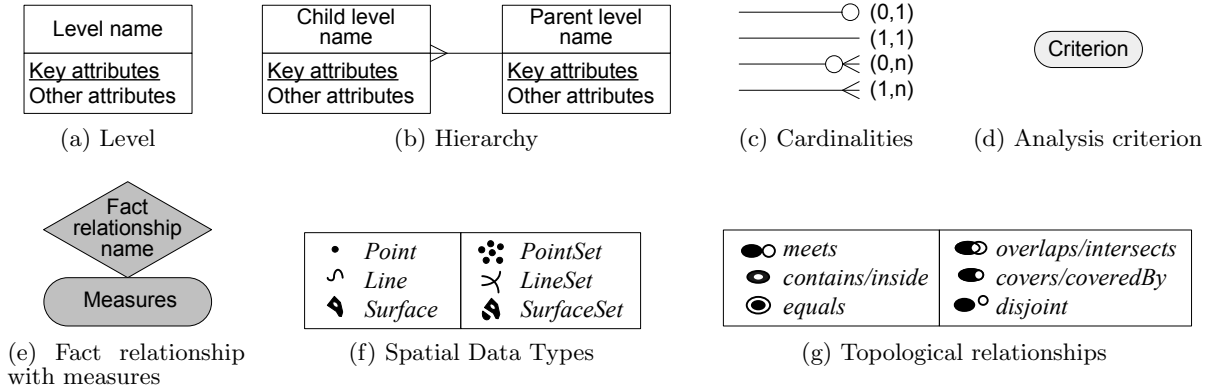 Level name
Key attributes
Other attributes
(a) Level
Child level
name
Key attributes
Other attributes
Parent level
name
Key attributes
Other attributes
(b) Hierarchy
(0,1)
(1,1)
(0,n)
(1,n)
(c) Cardinalities
Criterion
(d) Analysis criterion
Fact
relationship
name
Measures
(e) Fact relationship
with measures
Point
Line
Surface
PointSet
LineSet
SurfaceSet
(f) Spatial Data Types
meets
contains/inside
equals
overlaps/intersects
covers/coveredBy
disjoint
(g) Topological relationships